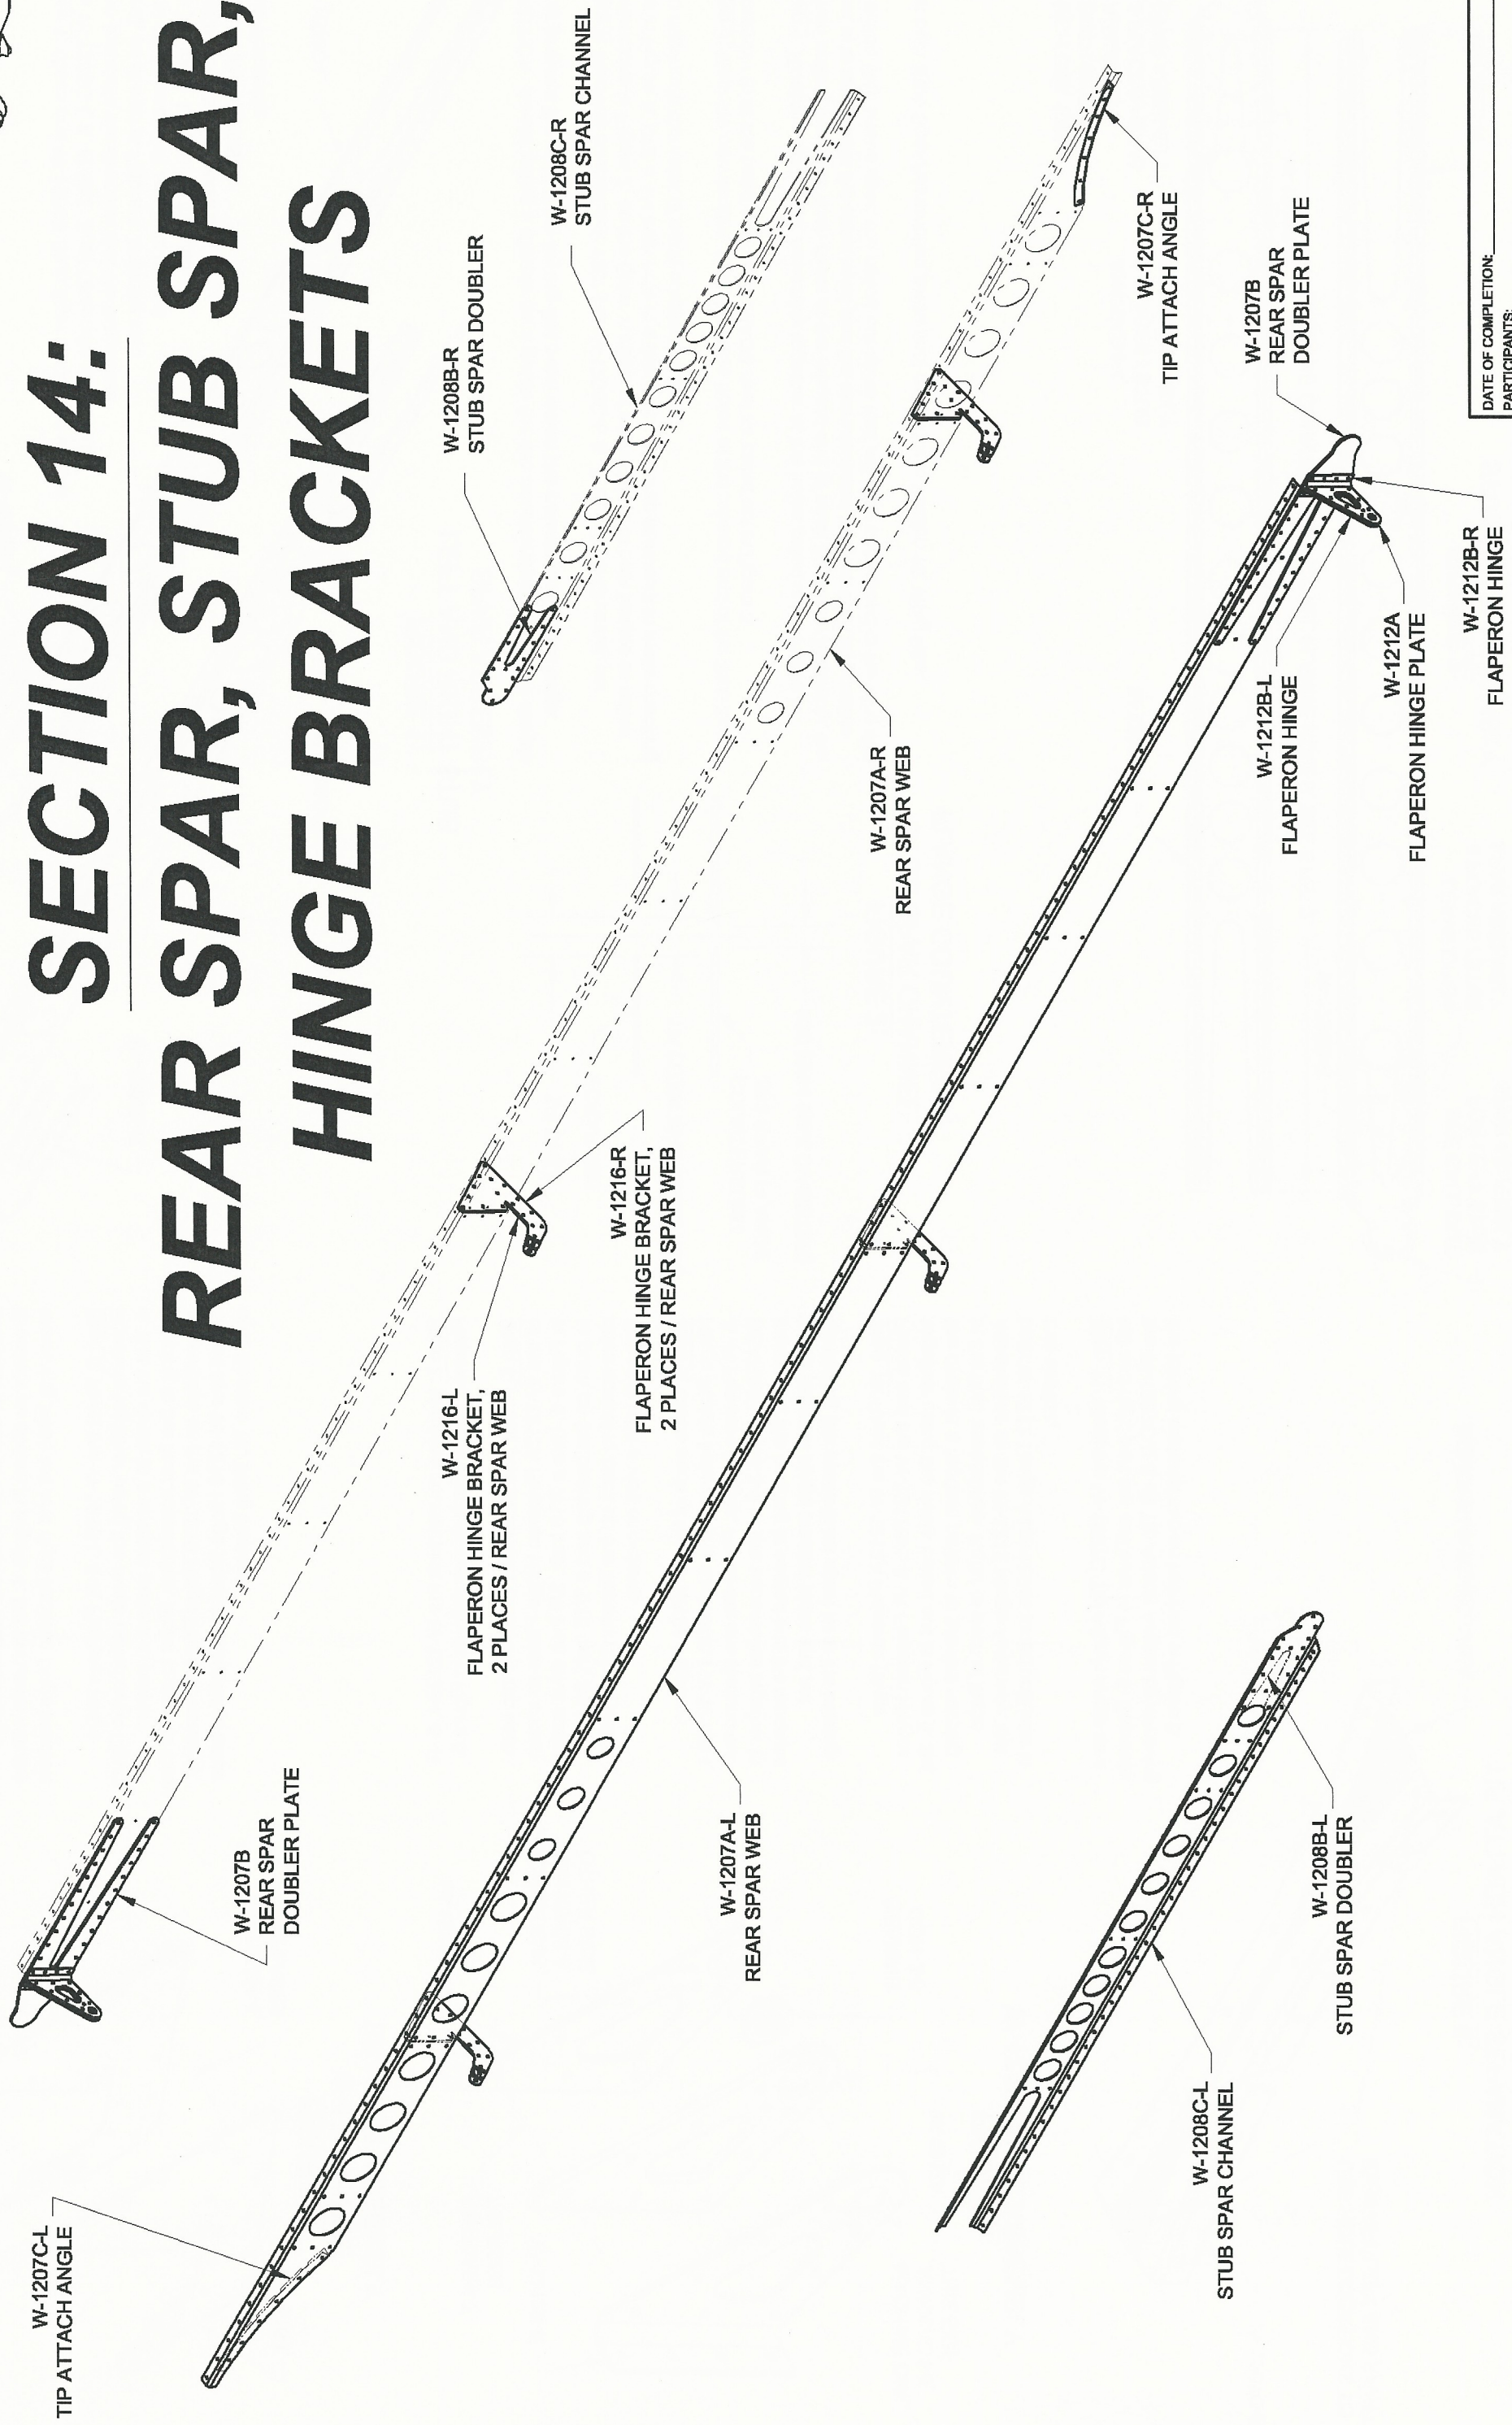 SECTION 14:
REAR SPAR, STUB SPAR,
HINGE BRACKETS
W-1207C-L
TIP ATTACH ANGLE
W-1207B
REAR SPAR
DOUBLER PLATE
W-1216-L
FLAPERON HINGE BRACKET,
2 PLACES / REAR SPAR WEB
W-1216-R
FLAPERON HINGE BRACKET,
2 PLACES / REAR SPAR WEB
W-1208B-R
STUB SPAR DOUBLER
W-1208C-R
STUB SPAR CHANNEL
W-1207A-L
REAR SPAR WEB
W-1207A-R
REAR SPAR WEB
W-1207C-R
TIP ATTACH ANGLE
W-1207B
REAR SPAR
DOUBLER PLATE
W-1208C-L
STUB SPAR CHANNEL
W-1208B-L
STUB SPAR DOUBLER
W-1212B-L
FLAPERON HINGE
W-1212A
FLAPERON HINGE PLATE
W-1212B-R
FLAPERON HINGE
DATE OF COMPLETION:
PARTICIPANTS: